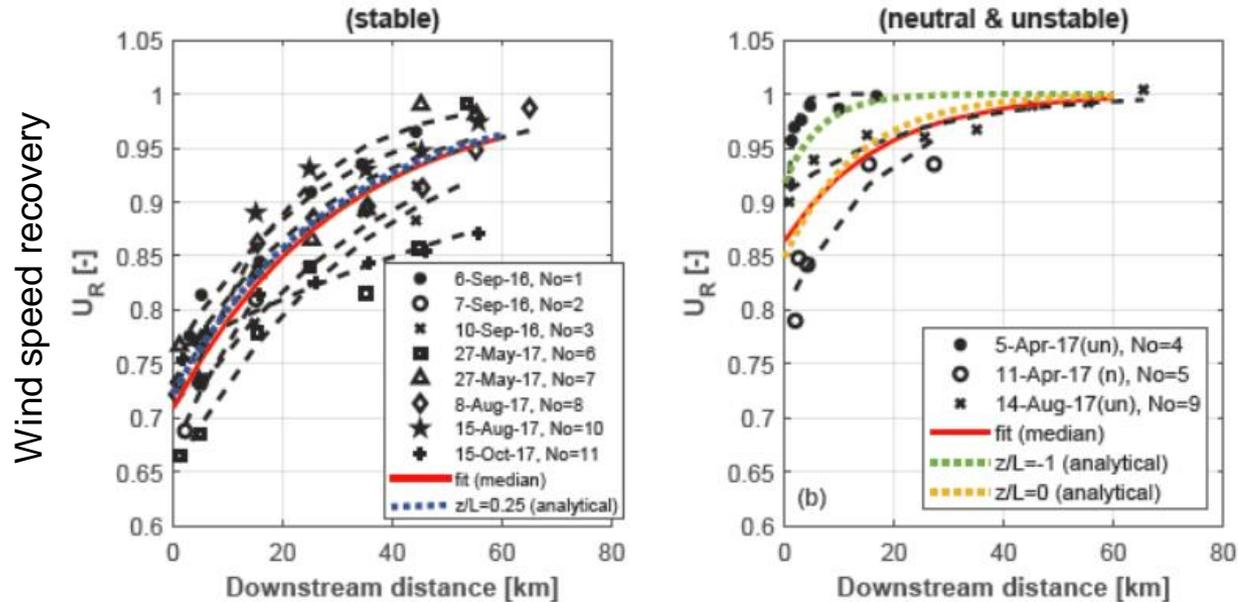 (stable)
Wind speed recovery
U_R [-]
1.05
1
0.95
0.9
0.85
0.8
0.75
0.7
0.65
0.6
6-Sep-16, No=1
7-Sep-16, No=2
10-Sep-16, No=3
27-May-17, No=6
27-May-17, No=7
8-Aug-17, No=8
15-Aug-17, No=10
15-Oct-17, No=11
fit (median)
z/L=0.25 (analytical)
0 20 40 60 80
Downstream distance [km]
(neutral & unstable)
U_R [-]
1.05
1
0.95
0.9
0.85
0.8
0.75
0.7
0.65
0.6
5-Apr-17(un), No=4
11-Apr-17 (n), No=5
14-Aug-17(un), No=9
fit (median)
z/L=-1 (analytical)
z/L=0 (analytical)
(b)
0 20 40 60 80
Downstream distance [km]